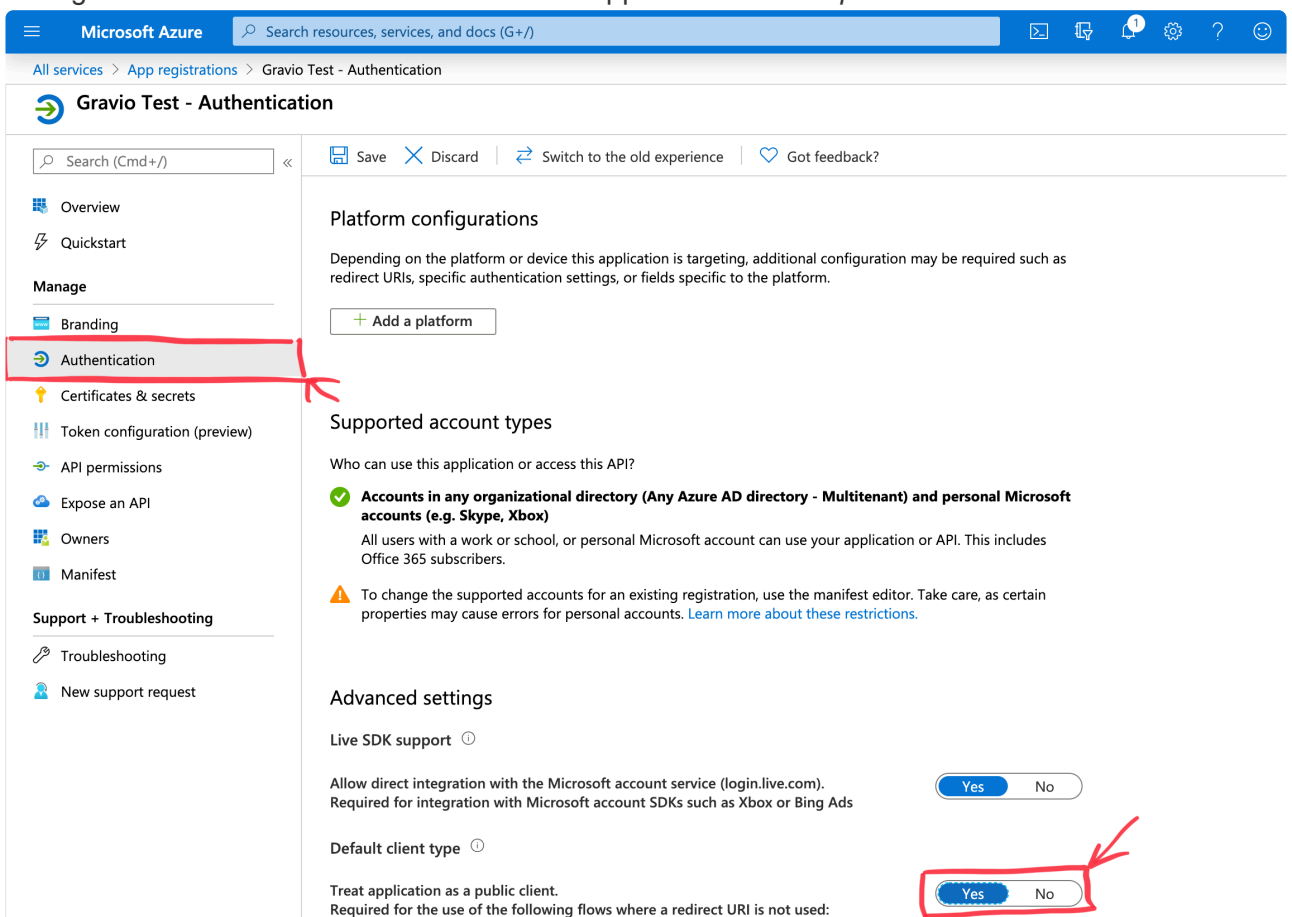 Microsoft Azure
Search resources, services, and docs (G+/)
1
All services > App registrations > Gravio Test - Authentication
Gravio Test - Authentication
Search (Cmd+/)
«
Save
Discard
Switch to the old experience
Got feedback?
Overview
Quickstart
Manage
Branding
Authentication
Certificates & secrets
Token configuration (preview)
API permissions
Expose an API
Owners
Manifest
Support + Troubleshooting
Troubleshooting
New support request
Platform configurations
Depending on the platform or device this application is targeting, additional configuration may be required such as
redirect URIs, specific authentication settings, or fields specific to the platform.
+ Add a platform
Supported account types
Who can use this application or access this API?
Accounts in any organizational directory (Any Azure AD directory - Multitenant) and personal Microsoft
accounts (e.g. Skype, Xbox)
All users with a work or school, or personal Microsoft account can use your application or API. This includes
Office 365 subscribers.
To change the supported accounts for an existing registration, use the manifest editor. Take care, as certain
properties may cause errors for personal accounts. Learn more about these restrictions.
Advanced settings
Live SDK support
Allow direct integration with the Microsoft account service (login.live.com).
Required for integration with Microsoft account SDKs such as Xbox or Bing Ads
Yes No
Default client type
Treat application as a public client.
Required for the use of the following flows where a redirect URI is not used:
Yes No